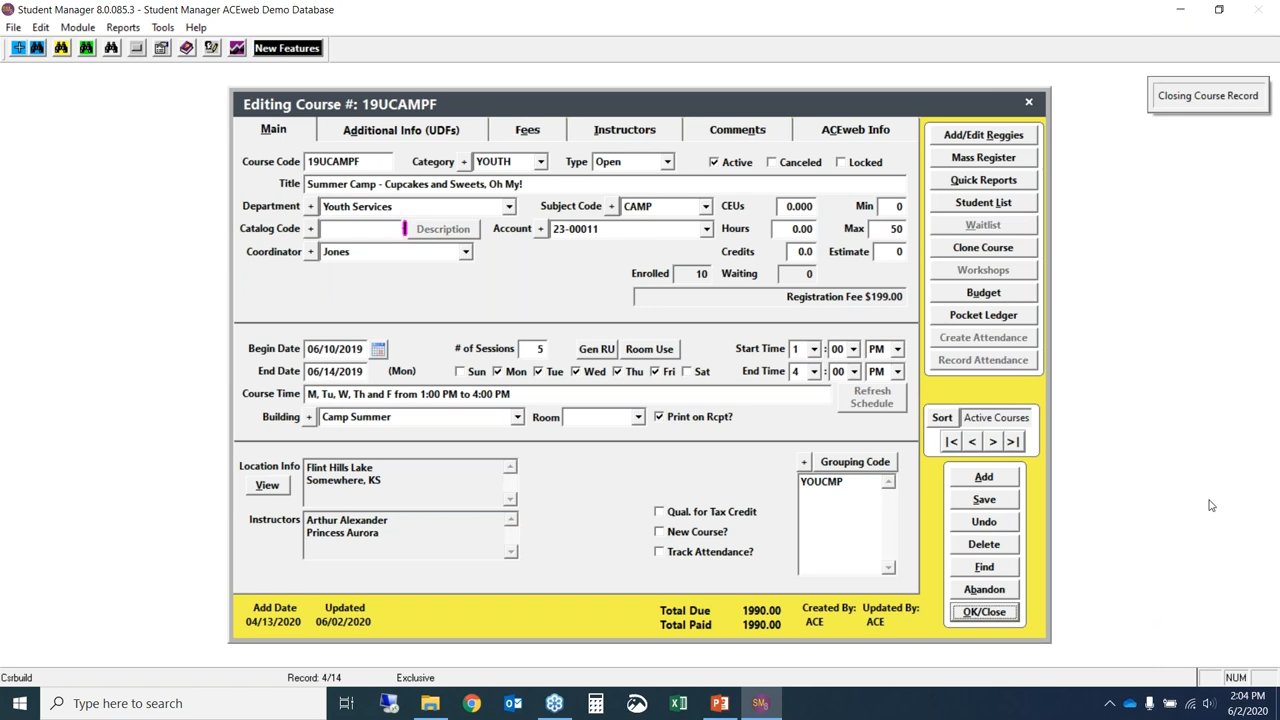 Student Manager 8.0.085.3 - Student Manager ACEweb Demo Database
File Edit Module Reports Tools Help
New Features
Closing Course Record
Editing Course #: 19UCAMPF
Main Additional Info (UDFs) Fees Instructors Comments ACEweb Info
Course Code 19UCAMPF Category + YOUTH Type Open Active Canceled Locked
Title Summer Camp - Cupcakes and Sweets, Oh My!
Department + Youth Services Subject Code + CAMP CEUs 0.000 Min 0
Catalog Code + Description Account + 23-00011 Hours 0.00 Max 50
Coordinator + Jones Credits 0.0 Estimate 0
Enrolled 10 Waiting 0
Registration Fee $199.00
Begin Date 06/10/2019 # of Sessions 5 Gen RU Room Use Start Time 1 : 00 PM
End Date 06/14/2019 (Mon) Sun Mon Tue Wed Thu Fri Sat End Time 4 : 00 PM
Course Time M, Tu, W, Th and F from 1:00 PM to 4:00 PM Refresh
Schedule
Building + Camp Summer Room Print on Rcpt?
Location Info Flint Hills Lake
View Somewhere, KS
Instructors Arthur Alexander
Princess Aurora
+ Grouping Code
YOUCMP
Qual. for Tax Credit
New Course?
Track Attendance?
Add Date Updated Total Due 1990.00 Created By: Updated By:
04/13/2020 06/02/2020 Total Paid 1990.00 ACE ACE
Add/Edit Reggies
Mass Register
Quick Reports
Student List
Waitlist
Clone Course
Workshops
Budget
Pocket Ledger
Create Attendance
Record Attendance
Sort Active Courses
|< < > >|
Add
Save
Undo
Delete
Find
Abandon
OK/Close
Csrbuild Record: 4/14 Exclusive NUM
Type here to search
2:04 PM
6/2/2020